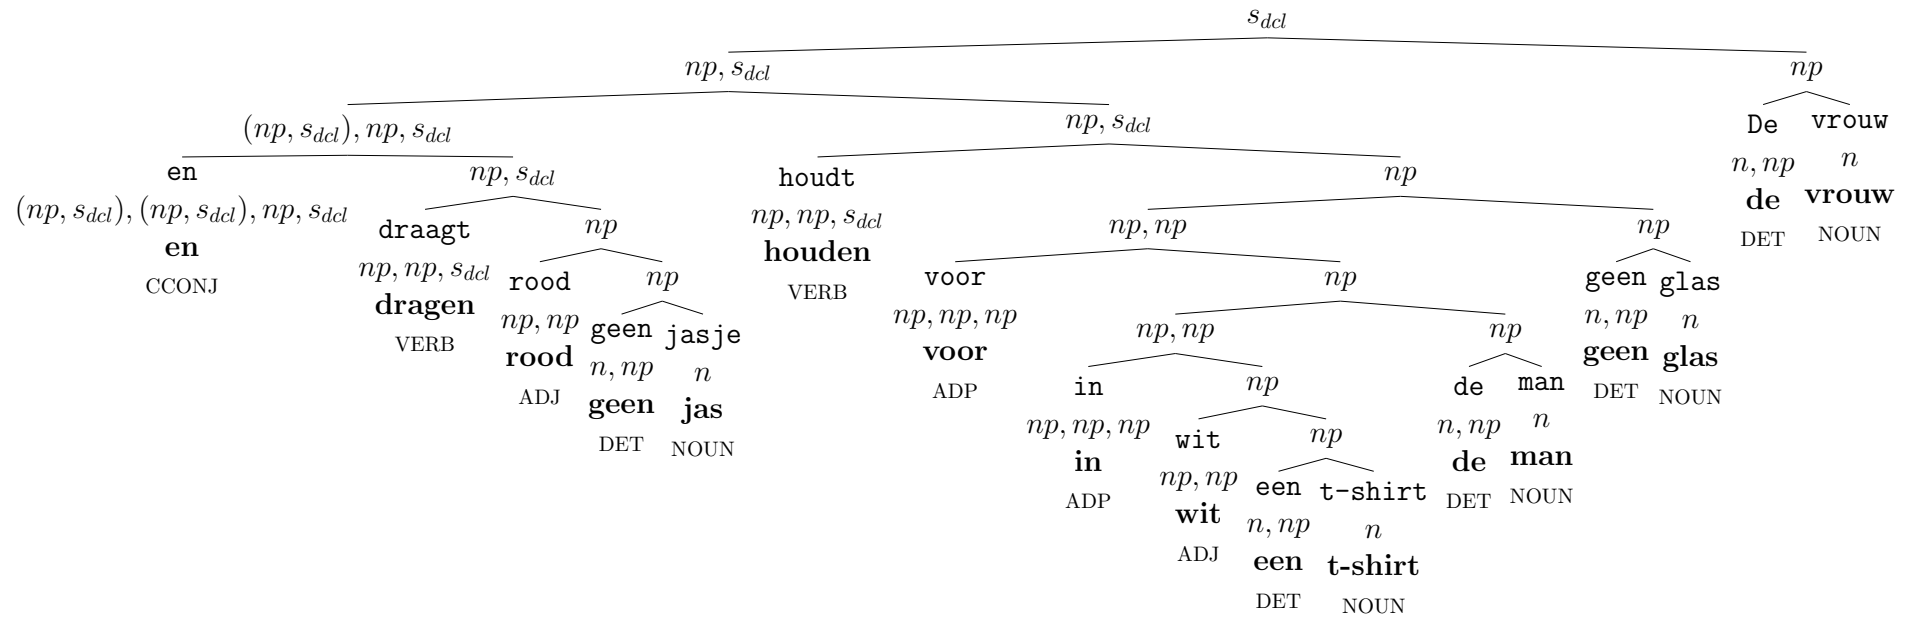 s_dcl
np, s_dcl
np
(np, s_dcl), np, s_dcl
np, s_dcl
De
n, np
de
DET
vrouw
n
vrouw
NOUN
en
(np, s_dcl), (np, s_dcl), np, s_dcl
en
CCONJ
np, s_dcl
draagt
np, np, s_dcl
dragen
VERB
np
rood
np, np
rood
ADJ
np
geen
n, np
geen
DET
jasje
n
jas
NOUN
houdt
np, np, s_dcl
houden
VERB
np
np, np
voor
np, np, np
voor
ADP
np
np, np
in
np, np, np
in
ADP
np
wit
np, np
wit
ADJ
np
een
n, np
een
DET
t-shirt
n
t-shirt
NOUN
np
de
n, np
de
DET
man
n
man
NOUN
np
geen
n, np
geen
DET
glas
n
glas
NOUN